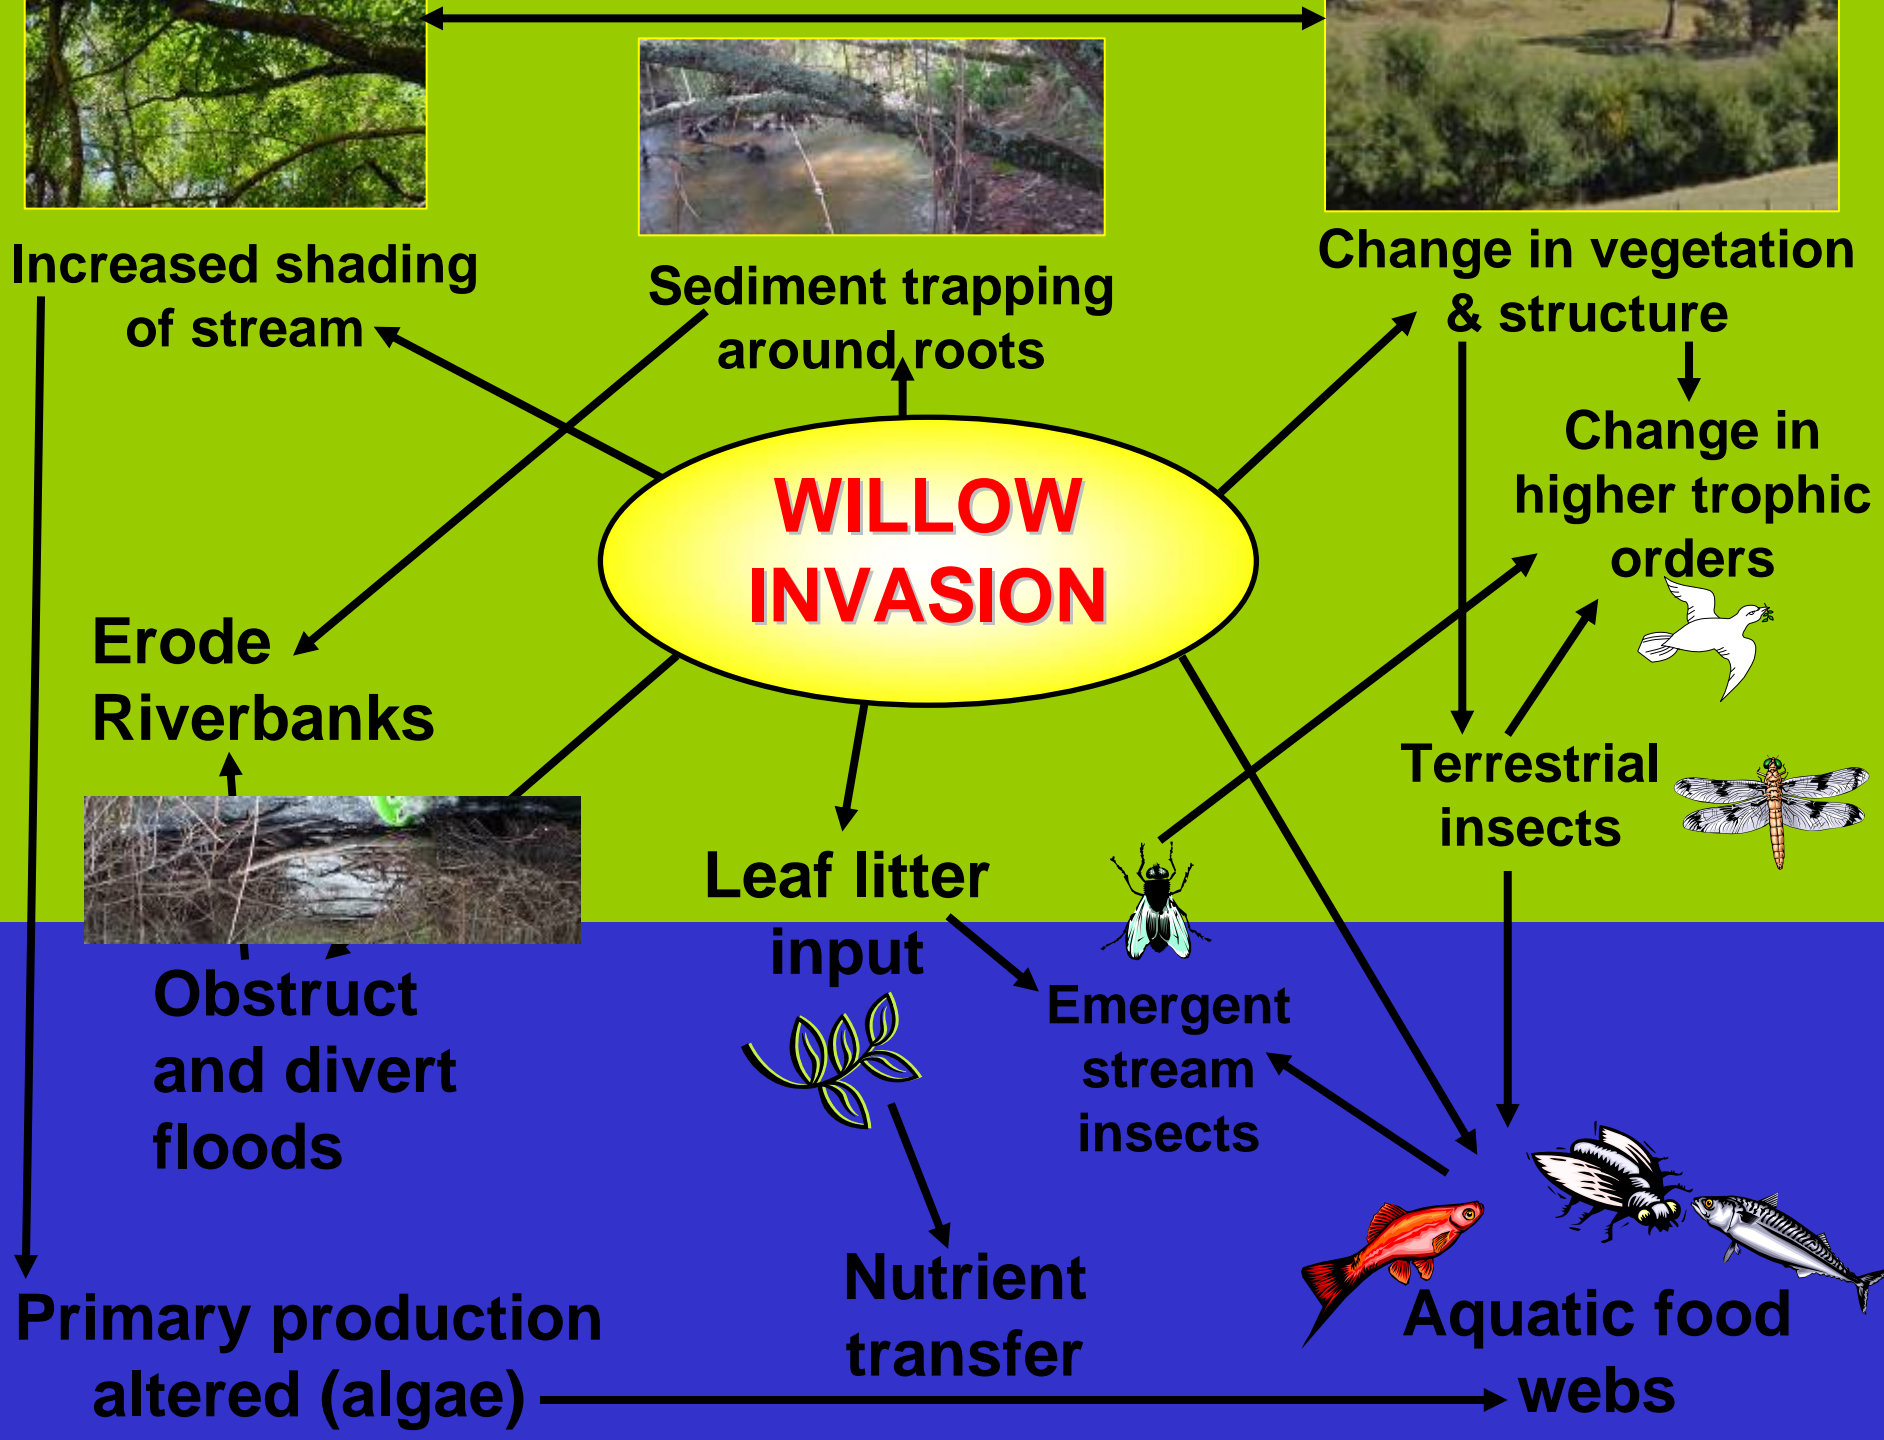 Increased shading
of stream
Sediment trapping
around roots
Change in vegetation
& structure
Change in
higher trophic
orders
WILLOW
INVASION
Erode
Riverbanks
Terrestrial
insects
Leaf litter
input
Obstruct
and divert
floods
Emergent
stream
insects
Nutrient
transfer
Primary production
altered (algae)
Aquatic food
webs